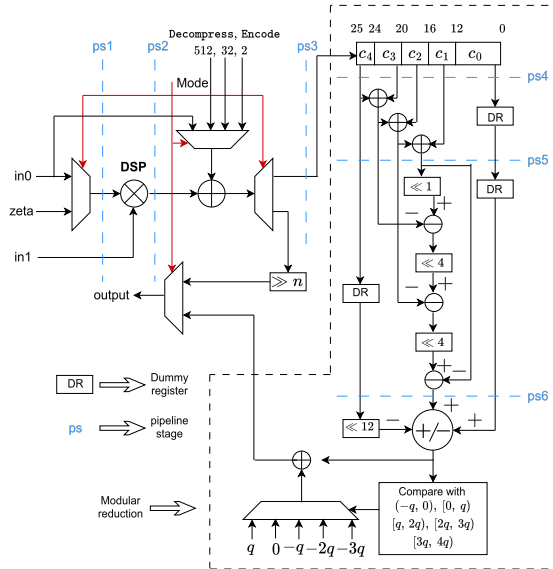 25 24 20 16 12 0
Decompress, Encode
512, 32, 2
ps1 ps2 ps3
c₄ c₃ c₂ c₁ c₀
ps4
Mode
DR
DSP
ps5
in0
≪ 1
DR
zeta
+
−
in1
≪ 4
+
≫ n
DR
output
−
≪ 4
+
−
DR
Dummy
register
ps6
+
+
ps
pipeline
stage
≪ 12
−
+/−
Modular
reduction
Compare with
(−q, 0), [0, q)
[q, 2q), [2q, 3q)
[3q, 4q)
q 0 −q −2q −3q